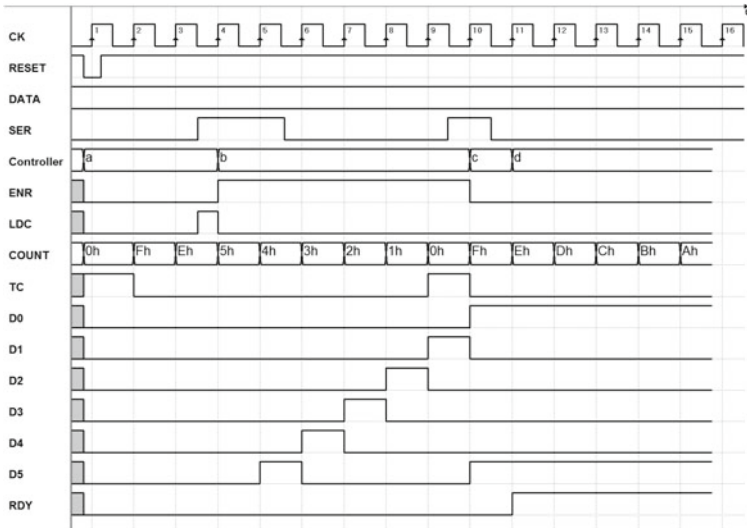 CK 1 2 3 4 5 6 7 8 9 10 11 12 13 14 15 16
RESET
DATA
SER
Controller a b c d
ENR
LDC
COUNT 0h Fh Eh 5h 4h 3h 2h 1h 0h Fh Eh Dh Ch Bh Ah
TC
D0
D1
D2
D3
D4
D5
RDY